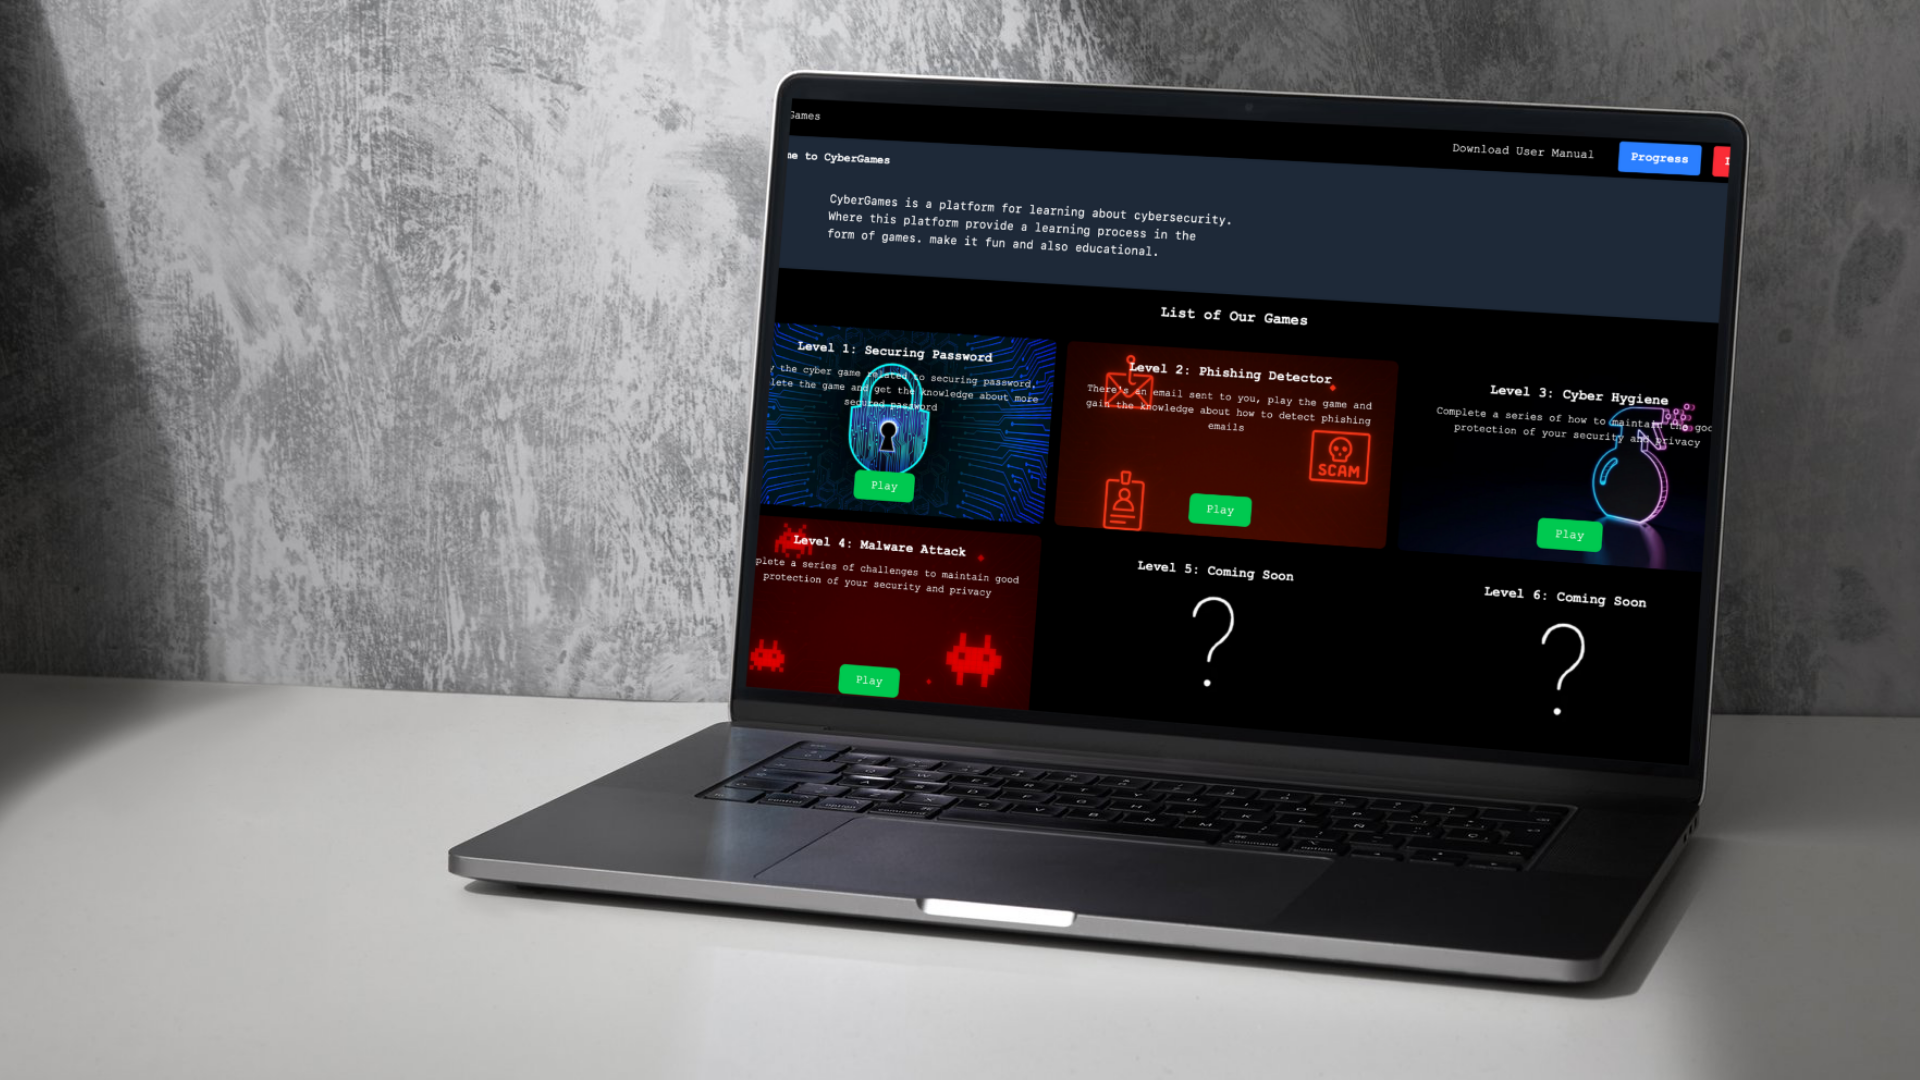 Games
Download User Manual
Progress
me to CyberGames
CyberGames is a platform for learning about cybersecurity.
Where this platform provide a learning process in the
form of games. make it fun and also educational.
List of Our Games
Level 1: Securing Password
y the cyber game related to securing password,
lete the game and get the knowledge about more
secured password
Play
Level 2: Phishing Detector
There's an email sent to you, play the game and
gain the knowledge about how to detect phishing
emails
SCAM
Play
Level 3: Cyber Hygiene
Complete a series of how to maintain the goo
protection of your security and privacy
Play
Level 4: Malware Attack
plete a series of challenges to maintain good
protection of your security and privacy
Play
Level 5: Coming Soon
?
Level 6: Coming Soon
?
command
option